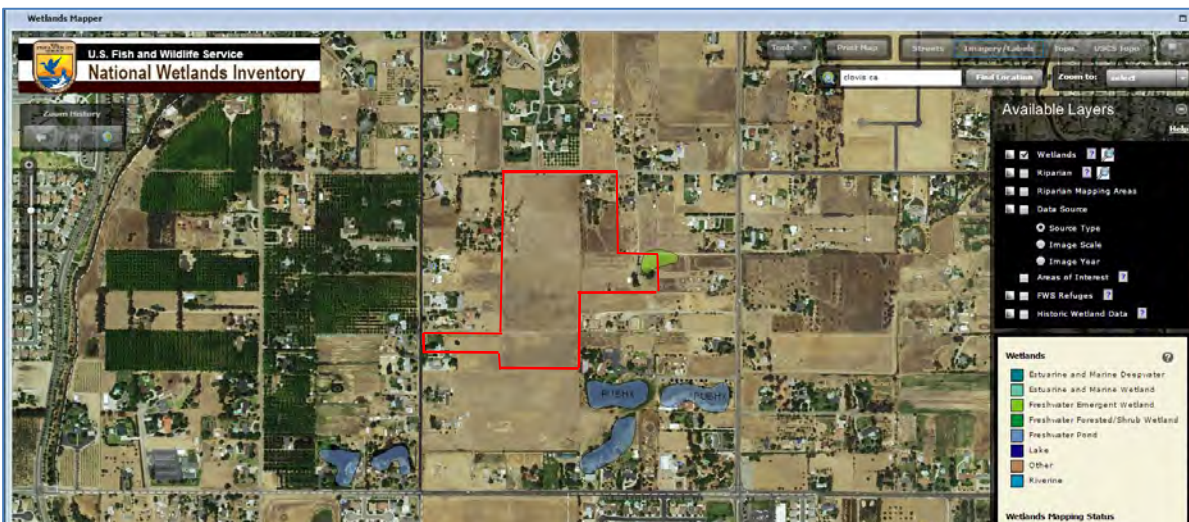 Wetlands Mapper
U.S. Fish and Wildlife Service
National Wetlands Inventory
Tools
Print Map
Streets
Imagery/Labels
Topo
USGS Topo
clovis ca
Find Location
Zoom to:
select
Zoom History
Available Layers
Help
Wetlands ?
Riparian ?
Riparian Mapping Areas
Data Source
Source Type
Image Scale
Image Year
Areas of Interest ?
FWS Refuges ?
Historic Wetland Data ?
PUBHx
PUBHx
Wetlands ?
Estuarine and Marine Deepwater
Estuarine and Marine Wetland
Freshwater Emergent Wetland
Freshwater Forested/Shrub Wetland
Freshwater Pond
Lake
Other
Riverine
Wetlands Mapping Status